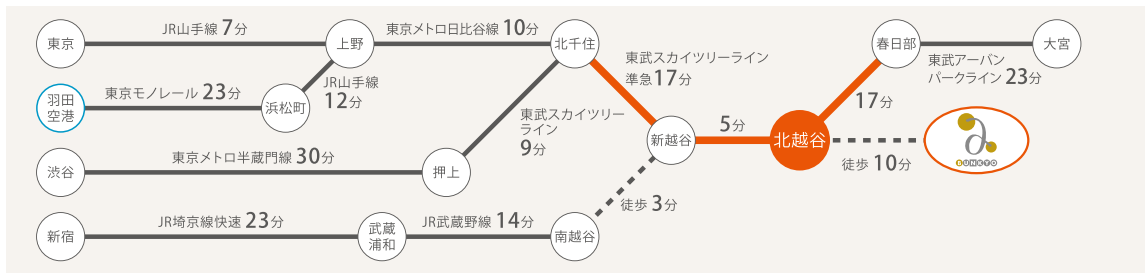 東京
JR山手線 7分
上野
東京メトロ日比谷線 10分
北千住
羽田
空港
東京モノレール 23分
浜松町
JR山手線
12分
東武スカイツリーライン
準急17分
春日部
東武アーバン
パークライン 23分
大宮
17分
東武スカイツリー
ライン
9分
新越谷
5分
北越谷
徒歩 10分
BUNKYO
渋谷
東京メトロ半蔵門線 30分
押上
徒歩 3分
新宿
JR埼京線快速 23分
武蔵
浦和
JR武蔵野線 14分
南越谷